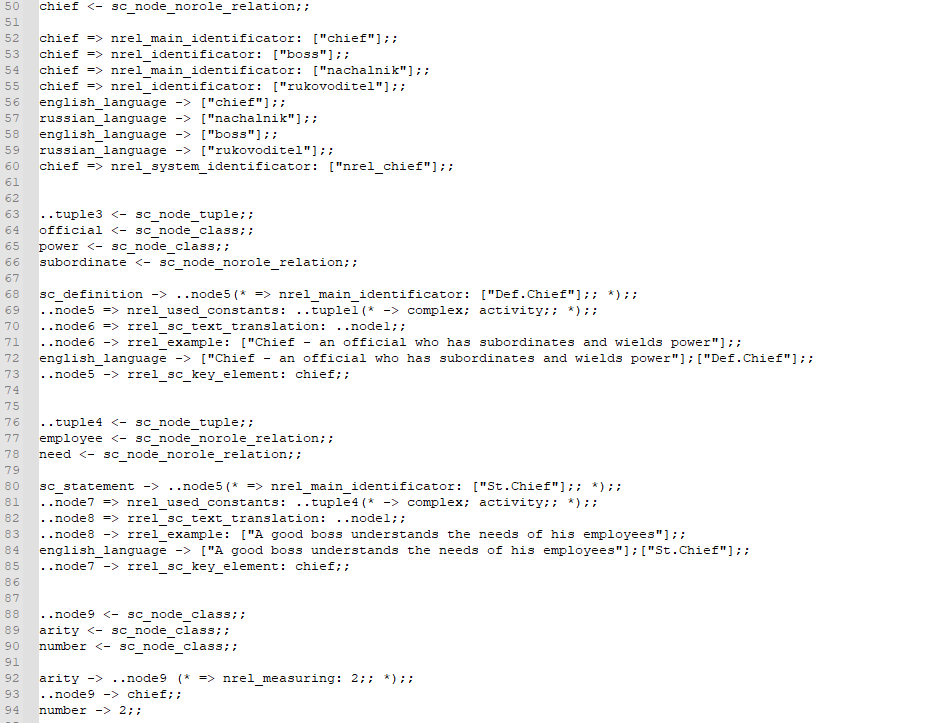 50 chief <- sc_node_norole_relation;;
51
52 chief => nrel_main_identificator: ["chief"];;
53 chief => nrel_identificator: ["boss"];;
54 chief => nrel_main_identificator: ["nachalnik"];;
55 chief => nrel_identificator: ["rukovoditel"];;
56 english_language -> ["chief"];;
57 russian_language -> ["nachalnik"];;
58 english_language -> ["boss"];;
59 russian_language -> ["rukovoditel"];;
60 chief => nrel_system_identificator: ["nrel_chief"];;
61
62
63 ..tuple3 <- sc_node_tuple;;
64 official <- sc_node_class;;
65 power <- sc_node_class;;
66 subordinate <- sc_node_norole_relation;;
67
68 sc_definition -> ..node5(* => nrel_main_identificator: ["Def.Chief"];; *);;
69 ..node5 => nrel_used_constants: ..tuple1(* -> complex; activity;; *);;
70 ..node6 => rrel_sc_text_translation: ..node1;;
71 ..node6 -> rrel_example: ["Chief - an official who has subordinates and wields power"];;
72 english_language -> ["Chief - an official who has subordinates and wields power"];["Def.Chief"];;
73 ..node5 -> rrel_sc_key_element: chief;;
74
75
76 ..tuple4 <- sc_node_tuple;;
77 employee <- sc_node_norole_relation;;
78 need <- sc_node_norole_relation;;
79
80 sc_statement -> ..node5(* => nrel_main_identificator: ["St.Chief"];; *);;
81 ..node7 => nrel_used_constants: ..tuple4(* -> complex; activity;; *);;
82 ..node8 => rrel_sc_text_translation: ..node1;;
83 ..node8 -> rrel_example: ["A good boss understands the needs of his employees"];;
84 english_language -> ["A good boss understands the needs of his employees"];["St.Chief"];;
85 ..node7 -> rrel_sc_key_element: chief;;
86
87
88 ..node9 <- sc_node_class;;
89 arity <- sc_node_class;;
90 number <- sc_node_class;;
91
92 arity -> ..node9 (* => nrel_measuring: 2;; *);;
93 ..node9 -> chief;;
94 number -> 2;;